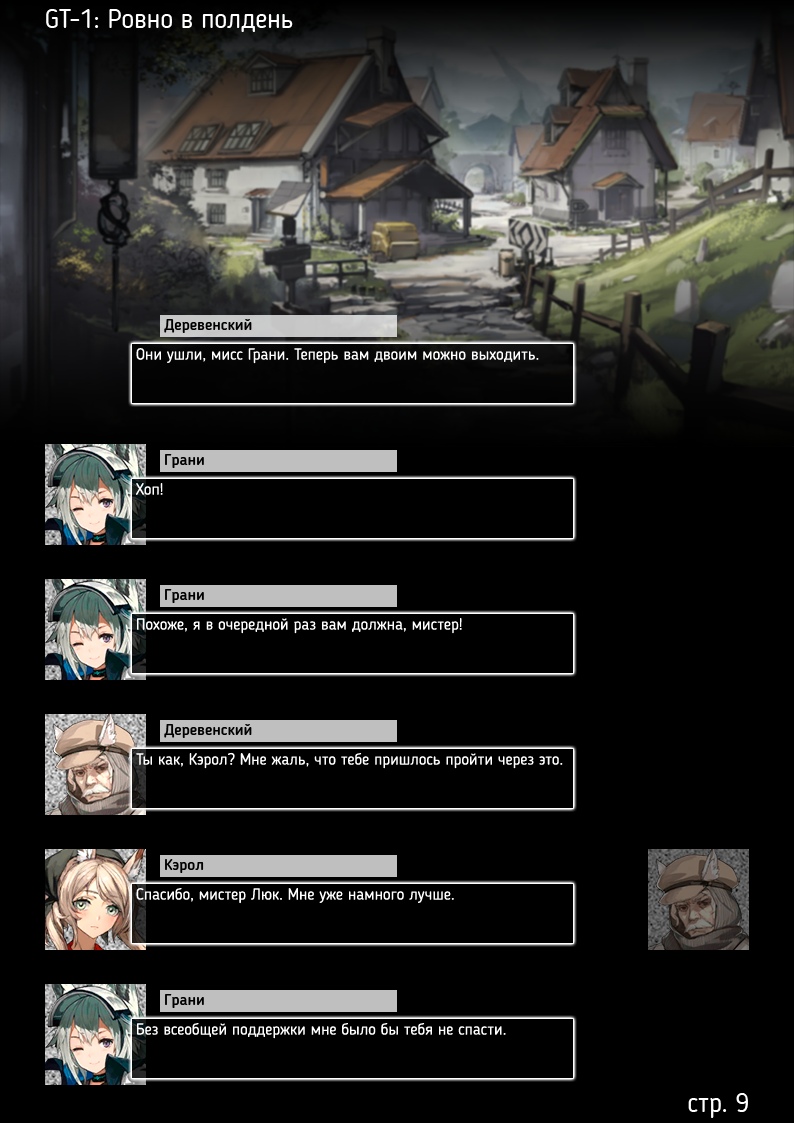 GT-1: Ровно в полдень
Деревенский
Они ушли, мисс Грани. Теперь вам двоим можно выходить.
Грани
Хоп!
Грани
Похоже, я в очередной раз вам должна, мистер!
Деревенский
Ты как, Кэрол? Мне жаль, что тебе пришлось пройти через это.
Кэрол
Спасибо, мистер Люк. Мне уже намного лучше.
Грани
Без всеобщей поддержки мне было бы тебя не спасти.
стр. 9